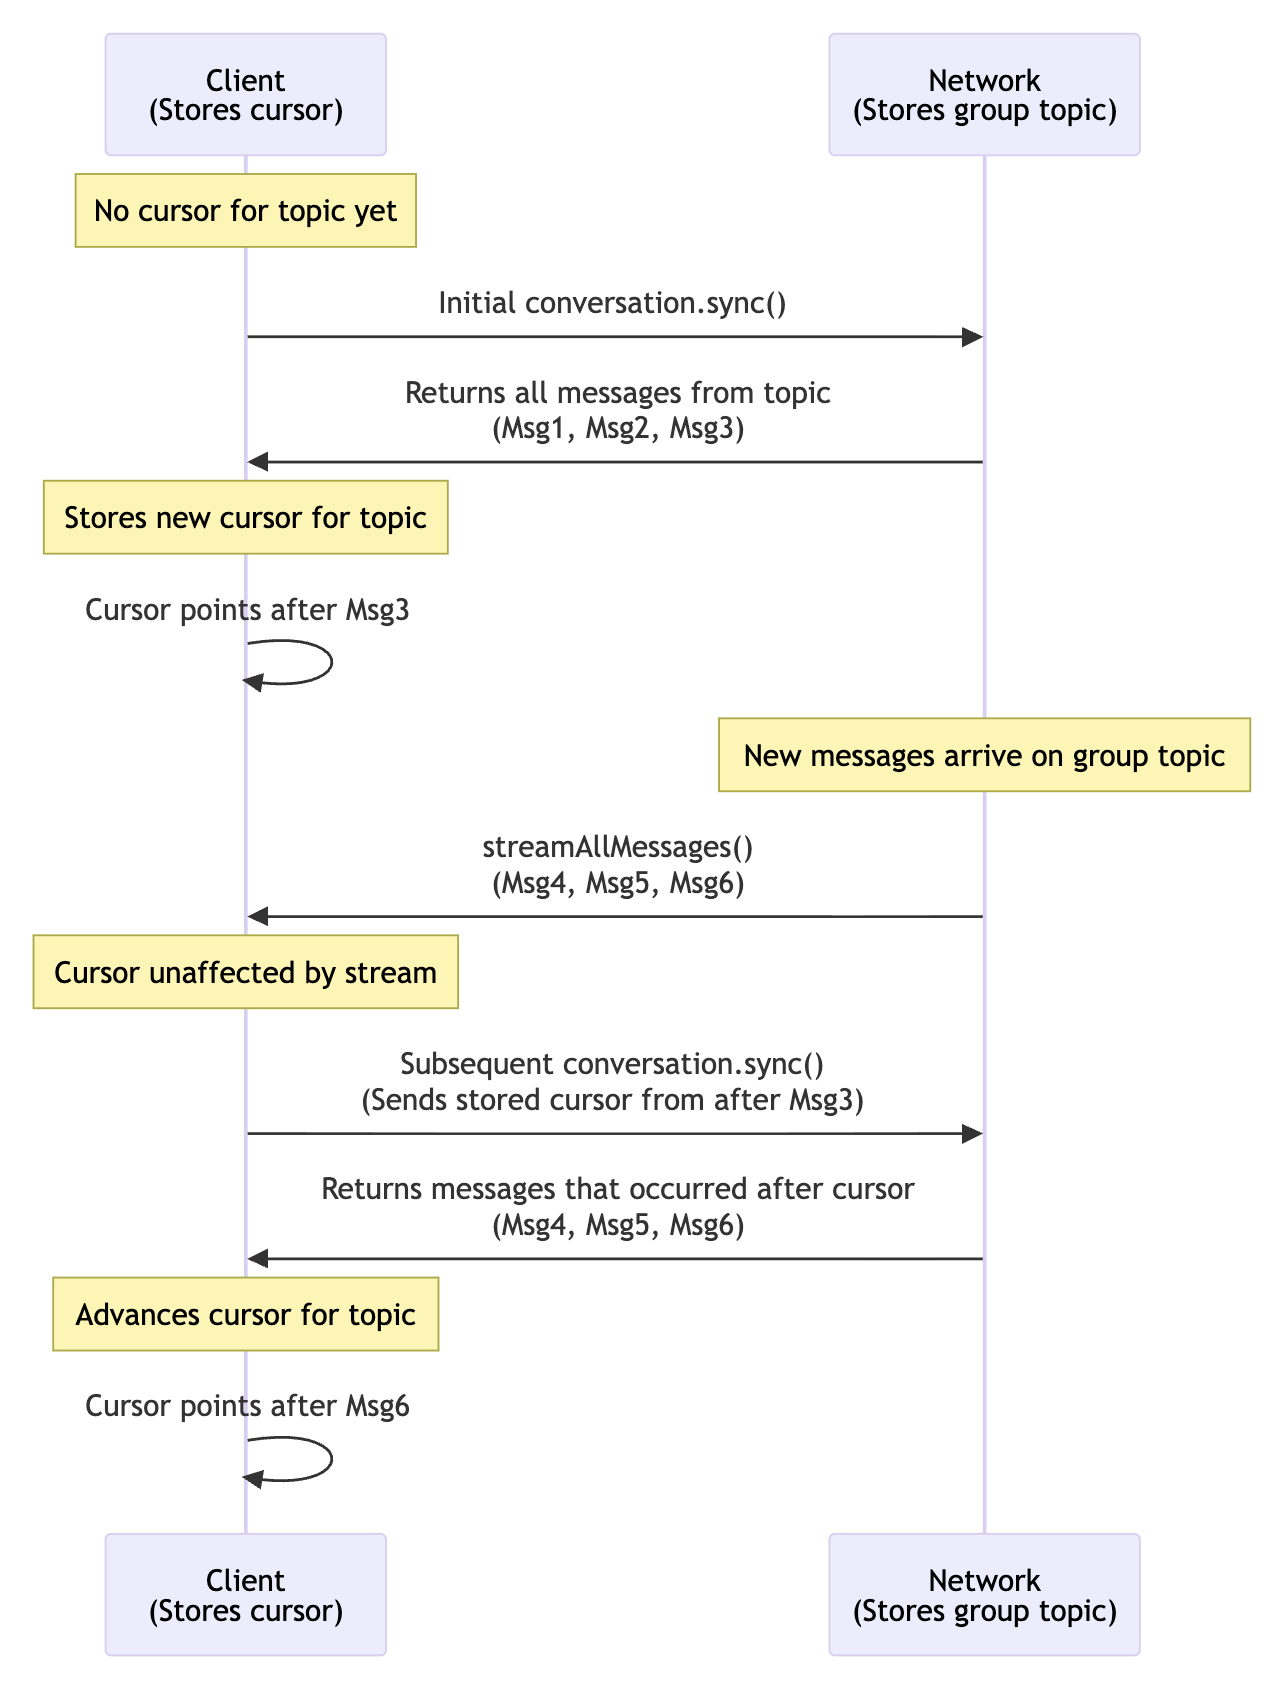 Client
(Stores cursor)
Network
(Stores group topic)
No cursor for topic yet
Initial conversation.sync()
Returns all messages from topic
(Msg1, Msg2, Msg3)
Stores new cursor for topic
Cursor points after Msg3
New messages arrive on group topic
streamAllMessages()
(Msg4, Msg5, Msg6)
Cursor unaffected by stream
Subsequent conversation.sync()
(Sends stored cursor from after Msg3)
Returns messages that occurred after cursor
(Msg4, Msg5, Msg6)
Advances cursor for topic
Cursor points after Msg6
Client
(Stores cursor)
Network
(Stores group topic)